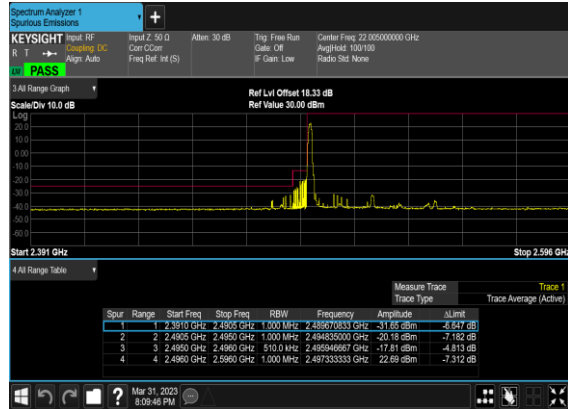 Spectrum Analyzer 1
Spurious Emissions
+
KEYSIGHT Input: RF Input Z: 50 Ω Atten: 30 dB Trig: Free Run Center Freq: 22.005000000 GHz
R T Coupling: DC Corr CCorr Gate: Off Avg|Hold: 100/100
Align: Auto Freq Ref: Int (S) IF Gain: Low Radio Std: None
PASS
3 All Range Graph
Ref Lvl Offset 18.33 dB
Scale/Div 10.0 dB Ref Value 30.00 dBm
Log
20.0
10.0
0.00
-10.0
-20.0
-30.0
-40.0
-50.0
-60.0
Start 2.391 GHz Stop 2.596 GHz
4 All Range Table
Measure Trace Trace 1
Trace Type Trace Average (Active)
Spur Range Start Freq Stop Freq RBW Frequency Amplitude ΔLimit
1 1 2.3910 GHz 2.4905 GHz 1.000 MHz 2.489670833 GHz -31.65 dBm -6.647 dB
2 2 2.4905 GHz 2.4950 GHz 1.000 MHz 2.494835000 GHz -20.18 dBm -7.182 dB
3 3 2.4950 GHz 2.4960 GHz 510.0 kHz 2.495946667 GHz -17.81 dBm -4.813 dB
4 4 2.4960 GHz 2.5960 GHz 1.000 MHz 2.497333333 GHz 22.69 dBm -7.312 dB
? Mar 31, 2023
8:09:46 PM